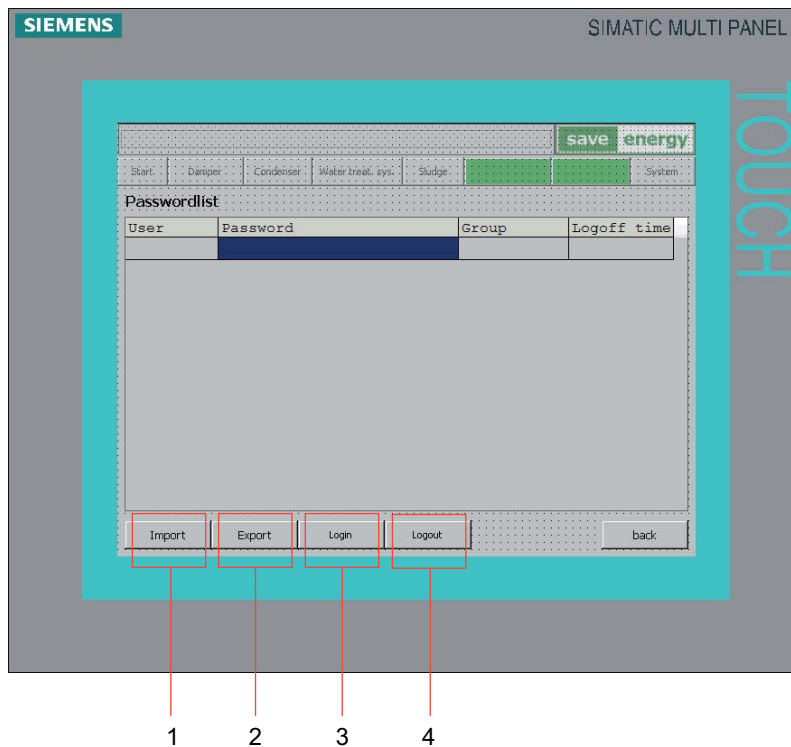 SIEMENS
SIMATIC MULTI PANEL
TOUCH
save energy
Start Damper Condenser Water treat. sys. Sludge System
Passwordlist
User Password Group Logoff time
Import Export Login Logout back
1 2 3 4